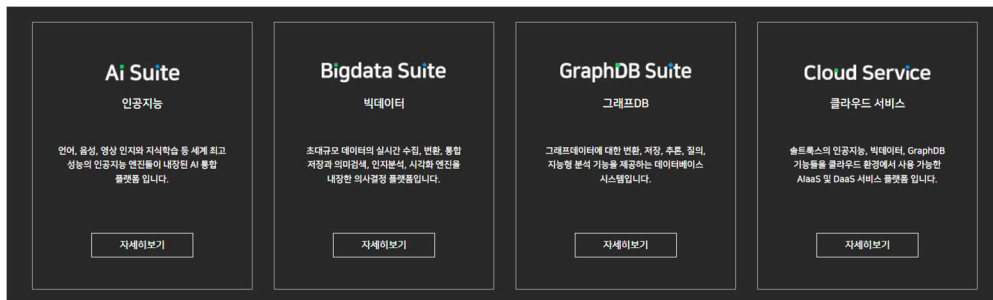 Ai Suite
인공지능
언어, 음성, 영상 인지와 지식학습 등 세계 최고
성능의 인공지능 엔진들이 내장된 AI 통합
플랫폼 입니다.
자세히보기
Bigdata Suite
빅데이터
초대규모 데이터의 실시간 수집, 변환, 통합
저장과 의미검색, 인지분석, 시각화 엔진을
내장한 의사결정 플랫폼입니다.
자세히보기
GraphDB Suite
그래프DB
그래프데이터에 대한 변환, 저장, 추론, 질의,
지능형 분석 기능을 제공하는 데이터베이스
시스템입니다.
자세히보기
Cloud Service
클라우드 서비스
솔트룩스의 인공지능, 빅데이터, GraphDB
기능들을 클라우드 환경에서 사용 가능한
AIaaS 및 DaaS 서비스 플랫폼 입니다.
자세히보기